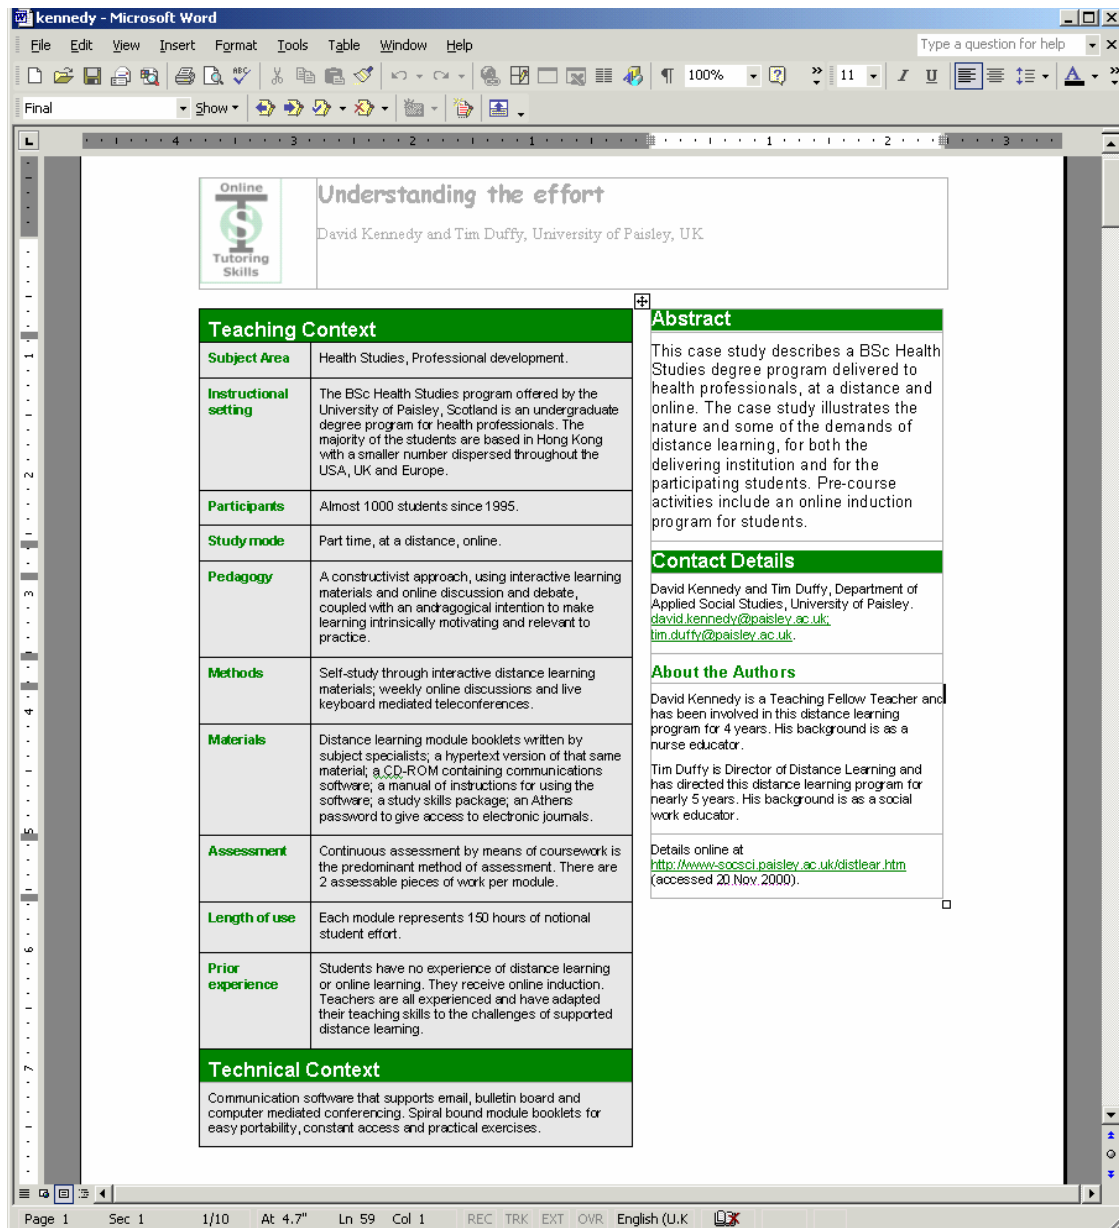 kennedy - Microsoft Word
File Edit View Insert Format Tools Table Window Help
Type a question for help
100%
11
I U A
Final
Show
4 3 2 1 1 2 3
Online
Tutoring
Skills
Understanding the effort
David Kennedy and Tim Duffy, University of Paisley, UK
Teaching Context
Subject Area
Health Studies, Professional development.
Instructional
setting
The BSc Health Studies program offered by the
University of Paisley, Scotland is an undergraduate
degree program for health professionals. The
majority of the students are based in Hong Kong
with a smaller number dispersed throughout the
USA, UK and Europe.
Participants
Almost 1000 students since 1995.
Study mode
Part time, at a distance, online.
Pedagogy
A constructivist approach, using interactive learning
materials and online discussion and debate,
coupled with an andragogical intention to make
learning intrinsically motivating and relevant to
practice.
Methods
Self-study through interactive distance learning
materials; weekly online discussions and live
keyboard mediated teleconferences.
Materials
Distance learning module booklets written by
subject specialists; a hypertext version of that same
material; a CD-ROM containing communications
software; a manual of instructions for using the
software; a study skills package; an Athens
password to give access to electronic journals.
Assessment
Continuous assessment by means of coursework is
the predominant method of assessment. There are
2 assessable pieces of work per module.
Length of use
Each module represents 150 hours of notional
student effort.
Prior
experience
Students have no experience of distance learning
or online learning. They receive online induction.
Teachers are all experienced and have adapted
their teaching skills to the challenges of supported
distance learning.
Technical Context
Communication software that supports email, bulletin board and
computer mediated conferencing. Spiral bound module booklets for
easy portability, constant access and practical exercises.
Abstract
This case study describes a BSc Health
Studies degree program delivered to
health professionals, at a distance and
online. The case study illustrates the
nature and some of the demands of
distance learning, for both the
delivering institution and for the
participating students. Pre-course
activities include an online induction
program for students.
Contact Details
David Kennedy and Tim Duffy, Department of
Applied Social Studies, University of Paisley.
david.kennedy@paisley.ac.uk;
tim.duffy@paisley.ac.uk.
About the Authors
David Kennedy is a Teaching Fellow Teacher and
has been involved in this distance learning
program for 4 years. His background is as a
nurse educator.
Tim Duffy is Director of Distance Learning and
has directed this distance learning program for
nearly 5 years. His background is as a social
work educator.
Details online at
http://www-socsci.paisley.ac.uk/distlear.htm
(accessed 20 Nov 2000).
Page 1 Sec 1 1/10 At 4.7" Ln 59 Col 1 REC TRK EXT OVR English (U.K